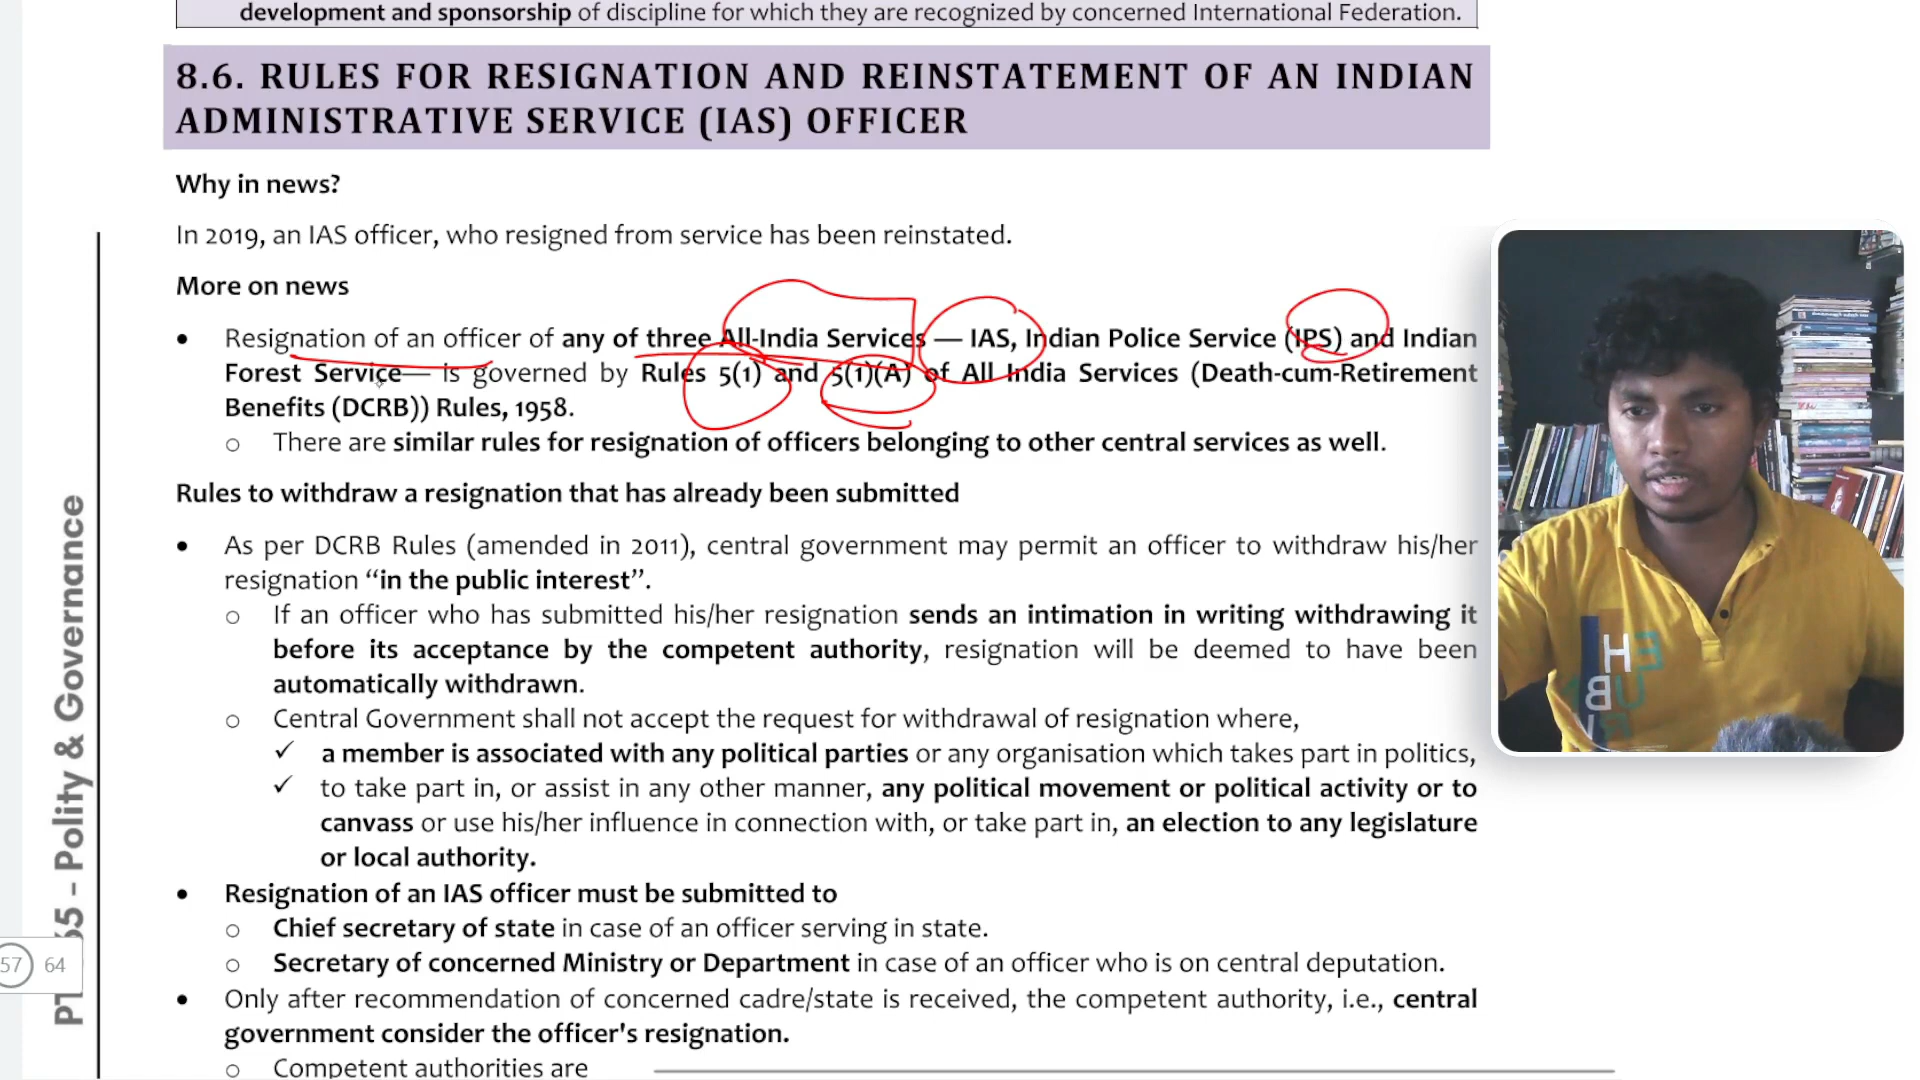 development and sponsorship of discipline for which they are recognized by concerned International Federation.
8.6. RULES FOR RESIGNATION AND REINSTATEMENT OF AN INDIAN
ADMINISTRATIVE SERVICE (IAS) OFFICER
Why in news?
In 2019, an IAS officer, who resigned from service has been reinstated.
More on news
• Resignation of an officer of any of three All-India Services — IAS, Indian Police Service (IPS) and Indian
Forest Service— is governed by Rules 5(1) and 5(1)(A) of All India Services (Death-cum-Retirement
Benefits (DCRB)) Rules, 1958.
o There are similar rules for resignation of officers belonging to other central services as well.
Rules to withdraw a resignation that has already been submitted
• As per DCRB Rules (amended in 2011), central government may permit an officer to withdraw his/her
resignation “in the public interest”.
o If an officer who has submitted his/her resignation sends an intimation in writing withdrawing it
before its acceptance by the competent authority, resignation will be deemed to have been
automatically withdrawn.
o Central Government shall not accept the request for withdrawal of resignation where,
✓ a member is associated with any political parties or any organisation which takes part in politics,
✓ to take part in, or assist in any other manner, any political movement or political activity or to
canvass or use his/her influence in connection with, or take part in, an election to any legislature
or local authority.
• Resignation of an IAS officer must be submitted to
o Chief secretary of state in case of an officer serving in state.
o Secretary of concerned Ministry or Department in case of an officer who is on central deputation.
• Only after recommendation of concerned cadre/state is received, the competent authority, i.e., central
government consider the officer's resignation.
o Competent authorities are
- Polity & Governance
57 64